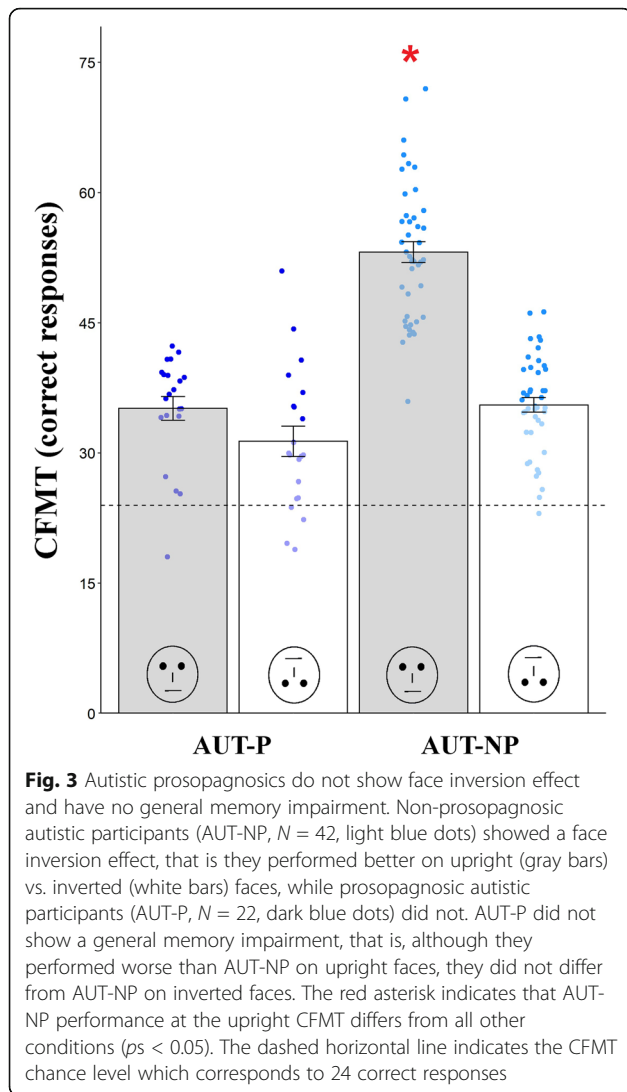 75
*
60
45
30
15
0
CFMT (correct responses)
AUT-P
AUT-NP
Fig. 3 Autistic prosopagnosics do not show face inversion effect
and have no general memory impairment. Non-prosopagnosic
autistic participants (AUT-NP, N = 42, light blue dots) showed a face
inversion effect, that is they performed better on upright (gray bars)
vs. inverted (white bars) faces, while prosopagnosic autistic
participants (AUT-P, N = 22, dark blue dots) did not. AUT-P did not
show a general memory impairment, that is, although they
performed worse than AUT-NP on upright faces, they did not differ
from AUT-NP on inverted faces. The red asterisk indicates that AUT-
NP performance at the upright CFMT differs from all other
conditions (ps < 0.05). The dashed horizontal line indicates the CFMT
chance level which corresponds to 24 correct responses